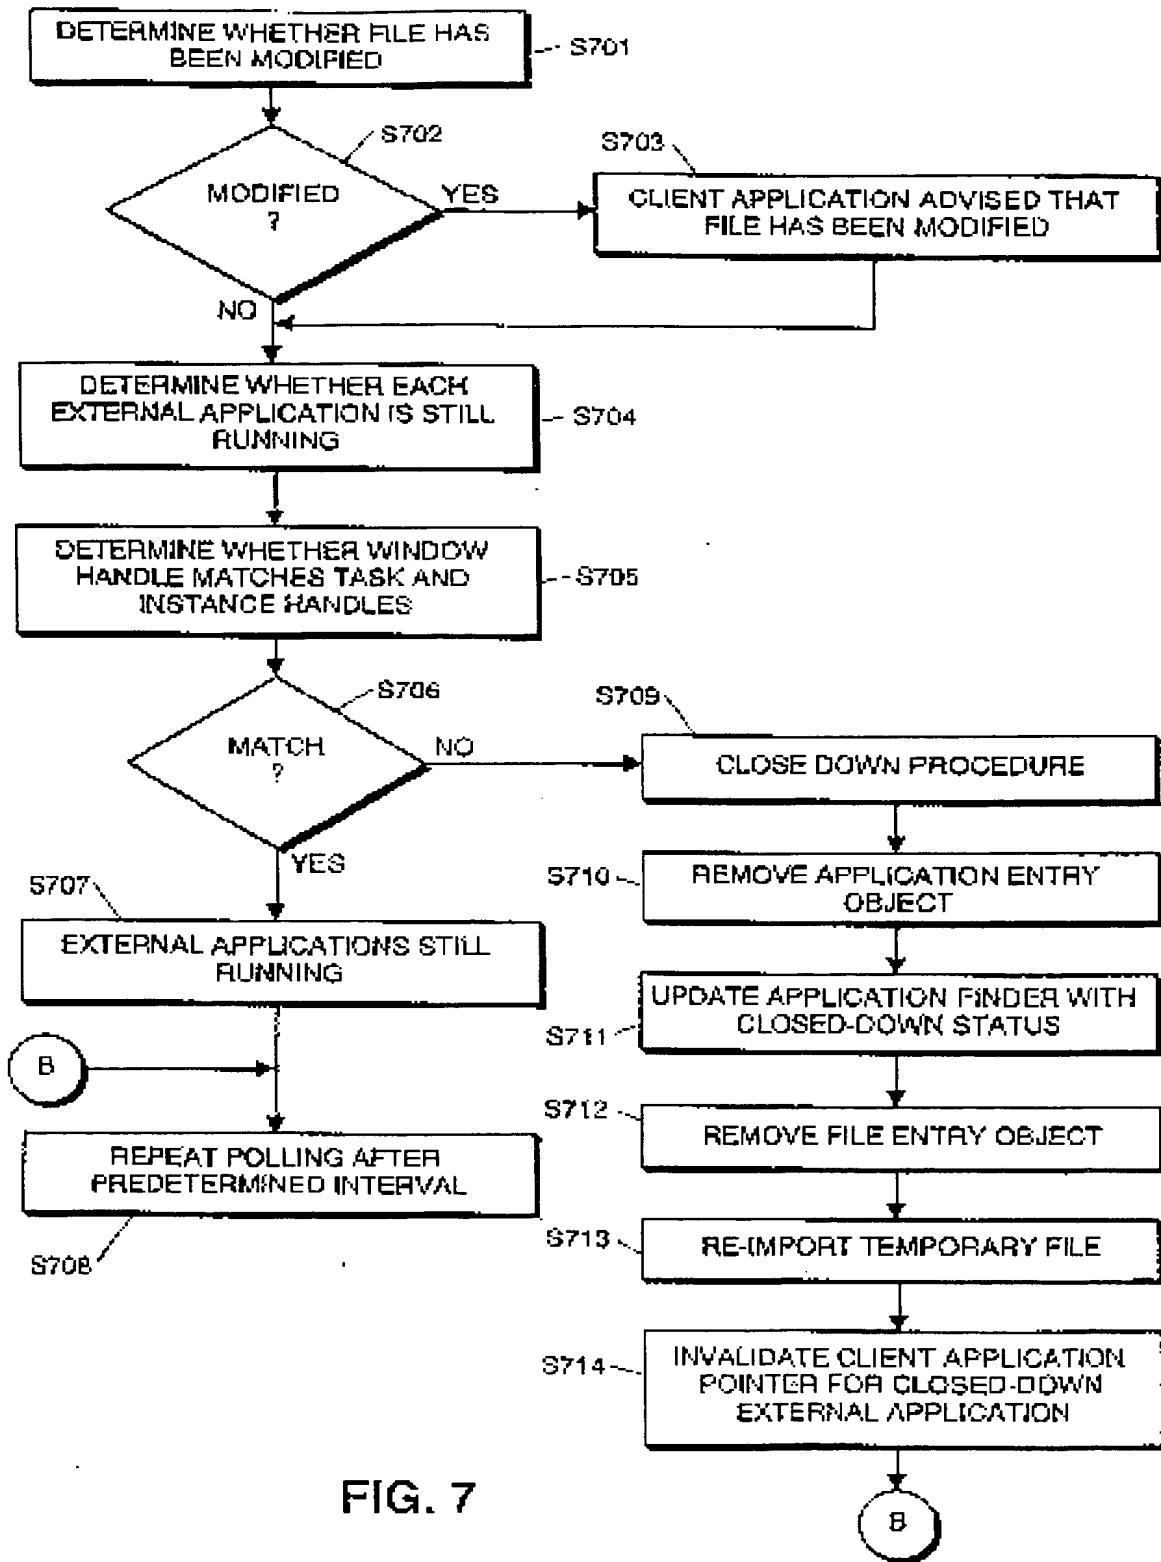 DETERMINE WHETHER FILE HAS
BEEN MODIFIED
S701
MODIFIED
?
S702
YES
S703
CLIENT APPLICATION ADVISED THAT
FILE HAS BEEN MODIFIED
NO
DETERMINE WHETHER EACH
EXTERNAL APPLICATION IS STILL
RUNNING
S704
DETERMINE WHETHER WINDOW
HANDLE MATCHES TASK AND
INSTANCE HANDLES
S705
MATCH
?
S706
NO
YES
S707
EXTERNAL APPLICATIONS STILL
RUNNING
B
REPEAT POLLING AFTER
PREDETERMINED INTERVAL
S708
S709
CLOSE DOWN PROCEDURE
S710
REMOVE APPLICATION ENTRY
OBJECT
S711
UPDATE APPLICATION FINDER WITH
CLOSED-DOWN STATUS
S712
REMOVE FILE ENTRY OBJECT
S713
RE-IMPORT TEMPORARY FILE
S714
INVALIDATE CLIENT APPLICATION
POINTER FOR CLOSED-DOWN
EXTERNAL APPLICATION
B
FIG. 7